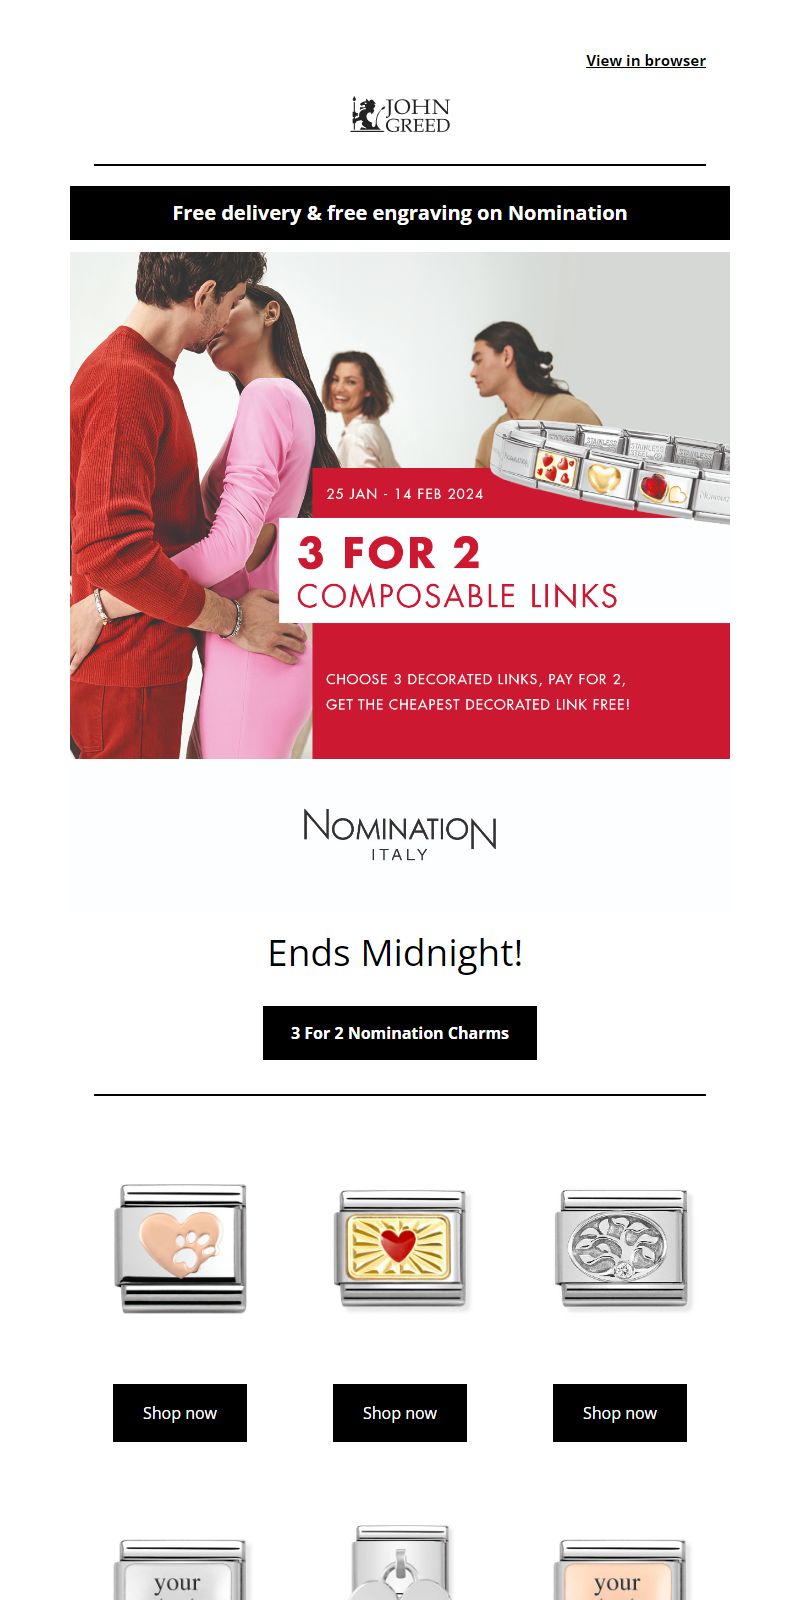 View in browser
JOHN
GREED
Free delivery & free engraving on Nomination
STAINLESS
STAINLESS
25 JAN - 14 FEB 2024
3 FOR 2
COMPOSABLE LINKS
CHOOSE 3 DECORATED LINKS, PAY FOR 2,
GET THE CHEAPEST DECORATED LINK FREE!
NOMINATION
ITALY
Ends Midnight!
3 For 2 Nomination Charms
Shop now
Shop now
Shop now
your
your